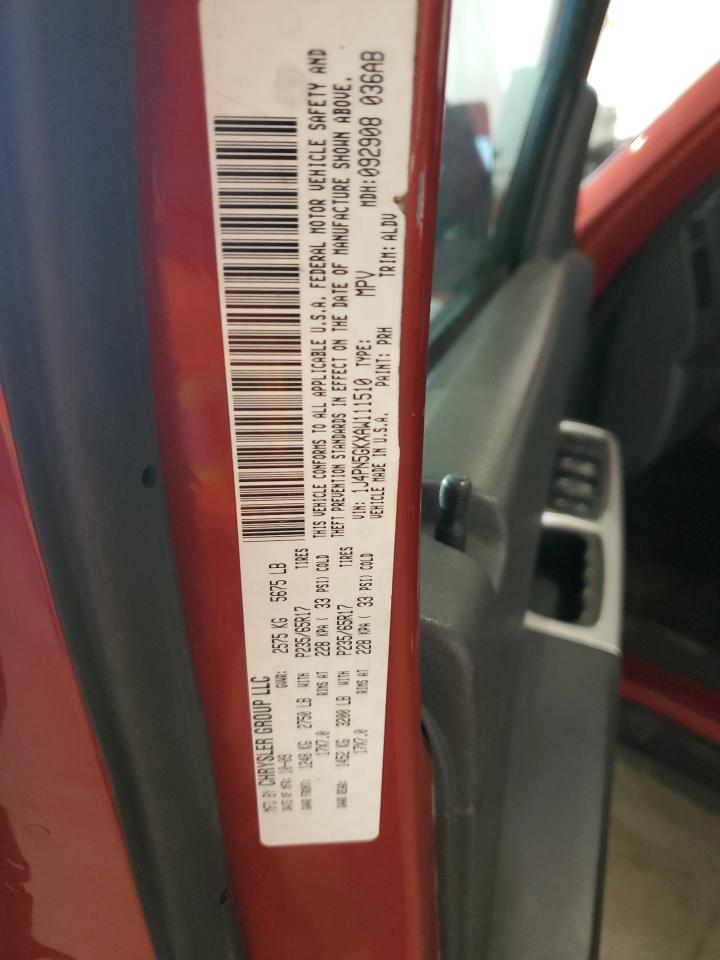 MFD BY CHRYSLER GROUP LLC
DATE OF MFR: 10-09 GVWR: 2575 KG 5675 LB
GAWR FRONT: 1248 KG 2750 LB WITH P235/65R17 TIRES
17X7.0 RIMS AT 228 KPA ( 33 PSI) COLD
GAWR REAR: 1452 KG 3200 LB WITH P235/65R17 TIRES
17X7.0 RIMS AT 228 KPA ( 33 PSI) COLD
THIS VEHICLE CONFORMS TO ALL APPLICABLE U.S.A. FEDERAL MOTOR VEHICLE SAFETY AND
THEFT PREVENTION STANDARDS IN EFFECT ON THE DATE OF MANUFACTURE SHOWN ABOVE.
VIN: 1J4PN5GKXAW111510 TYPE: MPV MDH:092908 036AB
VEHICLE MADE IN U.S.A. PAINT: PRH TRIM: ALDV